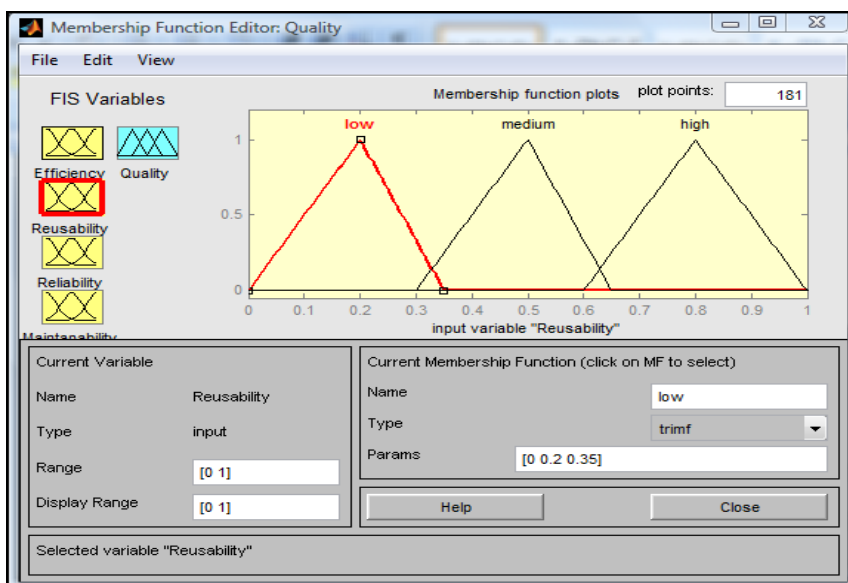 Membership Function Editor: Quality
File Edit View
FIS Variables
Efficiency Quality
Reusability
Reliability
Maintanability
Membership function plots plot points: 181
low medium high
1
0.5
0
0 0.1 0.2 0.3 0.4 0.5 0.6 0.7 0.8 0.9 1
input variable "Reusability"
Current Variable
Name Reusability
Type input
Range [0 1]
Display Range [0 1]
Current Membership Function (click on MF to select)
Name low
Type trimf
Params [0 0.2 0.35]
Help Close
Selected variable "Reusability"